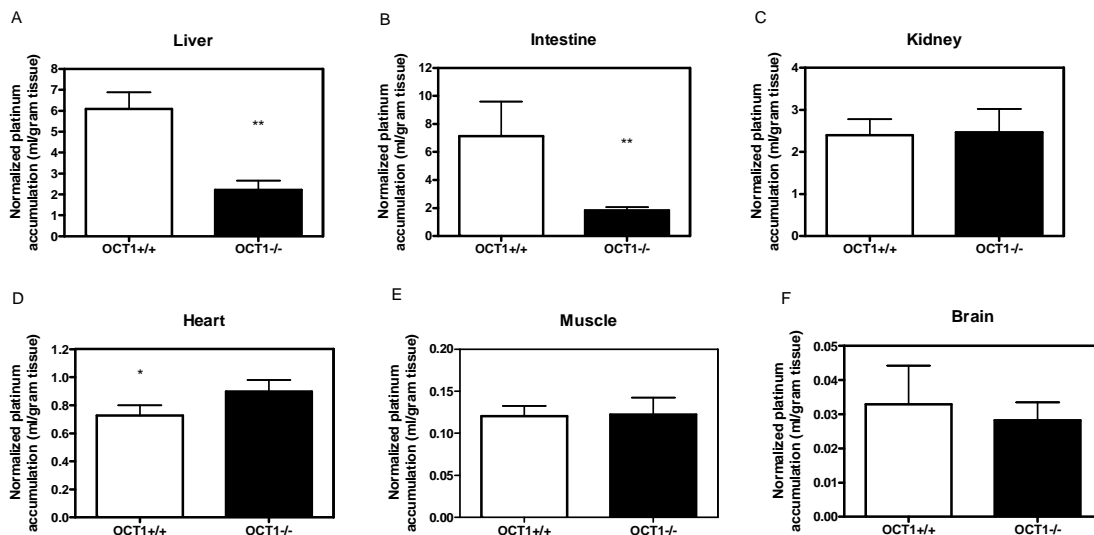 A
Liver
Normalized platinum
accumulation (ml/gram tissue)
8
7
6
5
4
3
2
1
0
**
OCT1+/+
OCT1-/-
B
Intestine
Normalized platinum
accumulation (ml/gram tissue)
12
10
8
6
4
2
0
**
OCT1+/+
OCT1-/-
C
Kidney
Normalized platinum
accumulation (ml/gram tissue)
4
3
2
1
0
OCT1+/+
OCT1-/-
D
Heart
Normalized platinum
accumulation (ml/gram tissue)
1.2
1.0
0.8
0.6
0.4
0.2
0.0
*
OCT1+/+
OCT1-/-
E
Muscle
Normalized platinum
accumulation (ml/gram tissue)
0.20
0.15
0.10
0.05
0.00
OCT1+/+
OCT1-/-
F
Brain
Normalized platinum
accumulation (ml/gram tissue)
0.05
0.04
0.03
0.02
0.01
0.00
OCT1+/+
OCT1-/-